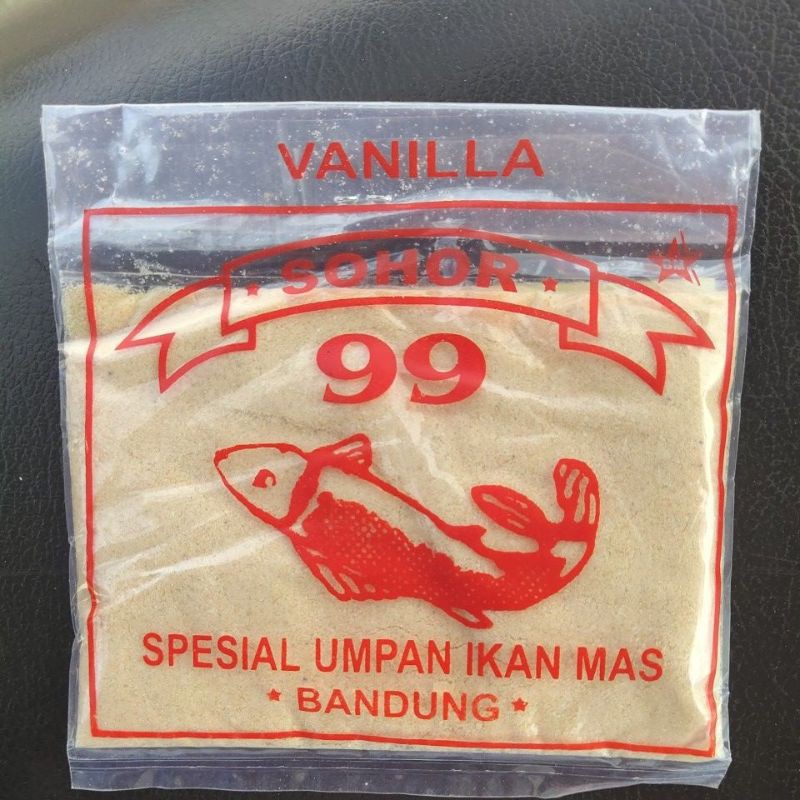 VANILLA
SOHOR
99
SPESIAL UMPAN IKAN MAS
BANDUNG